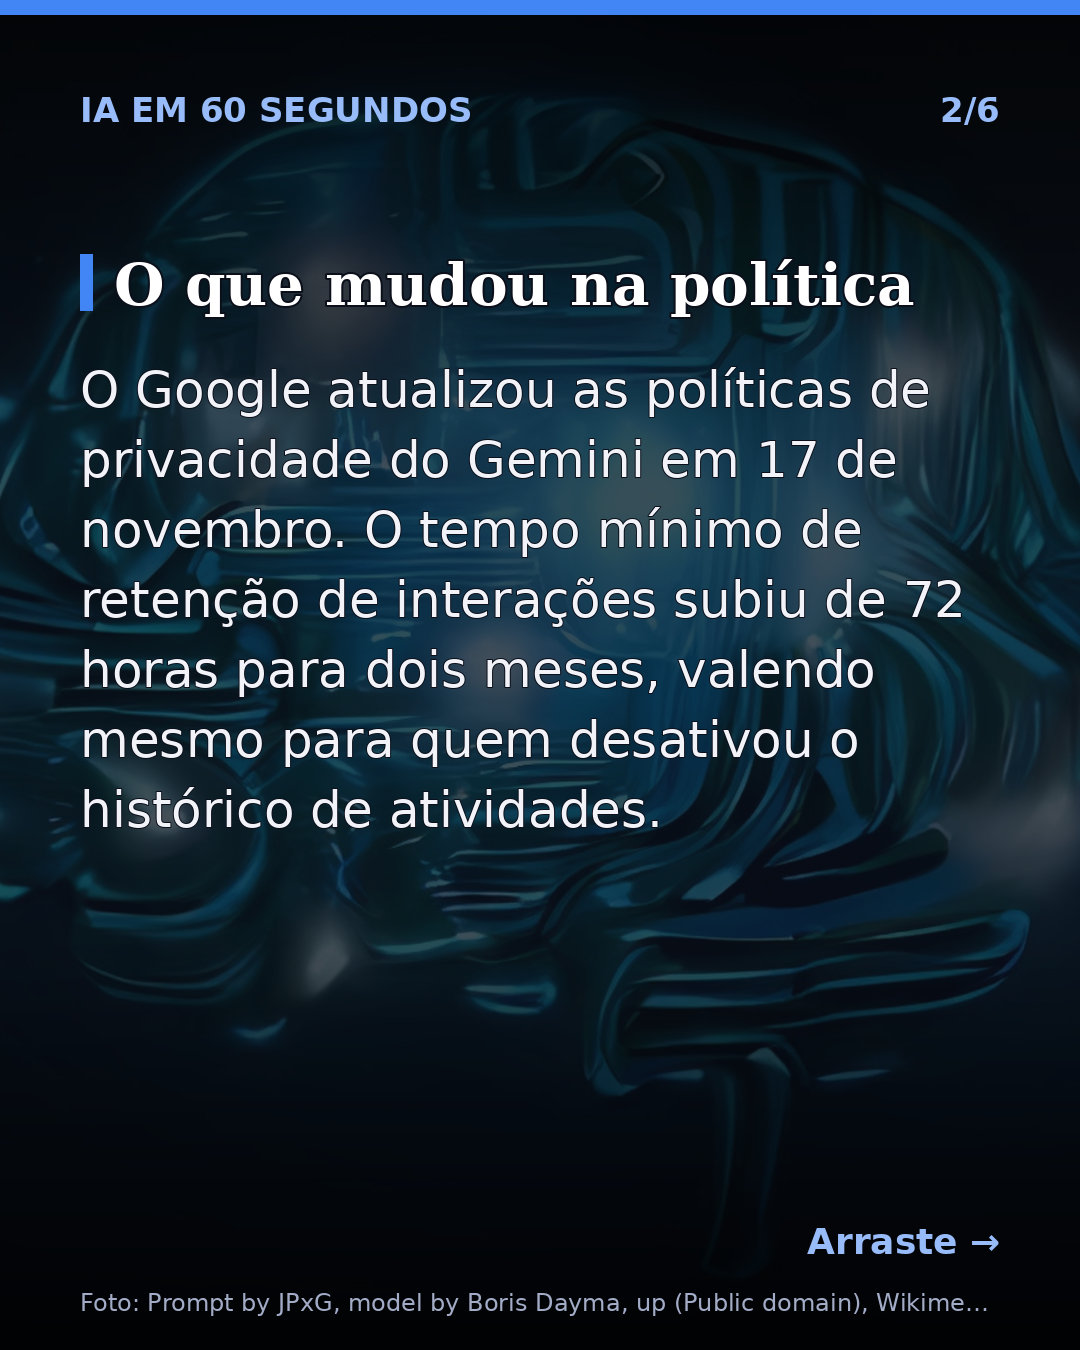 IA EM 60 SEGUNDOS
2/6
O que mudou na política
O Google atualizou as políticas de
privacidade do Gemini em 17 de
novembro. O tempo mínimo de
retenção de interações subiu de 72
horas para dois meses, valendo
mesmo para quem desativou o
histórico de atividades.
Arraste →
Foto: Prompt by JPxG, model by Boris Dayma, up (Public domain), Wikime…